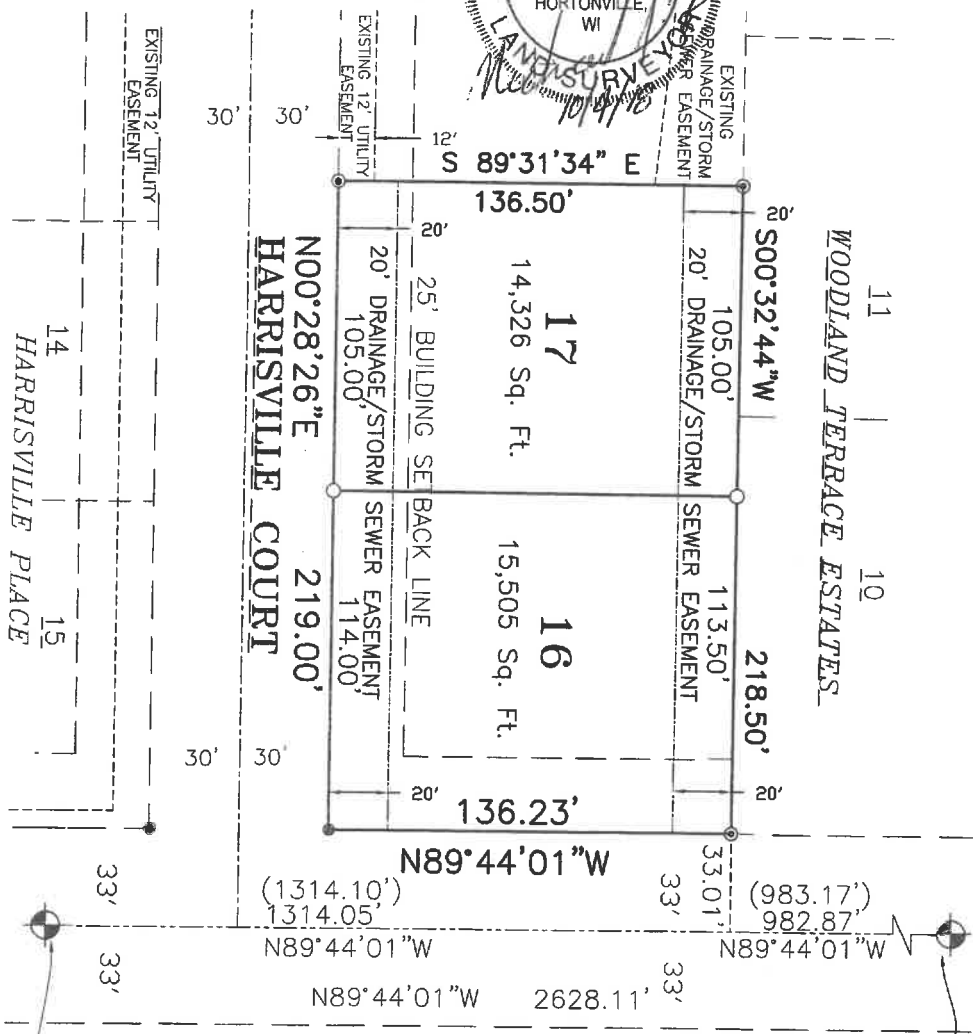 HORTONVILLE,
WI
LAND SURVEYOR
EXISTING 12' UTILITY
EASEMENT
30'
30'
EXISTING 12' UTILITY
EASEMENT
12'
EXISTING
DRAINAGE/STORM
SEWER EASEMENT
S 89°31'34" E
136.50'
20'
20'
WOODLAND TERRACE ESTATES
11
10
S00°32'44"W
218.50'
105.00'
20' DRAINAGE/STORM SEWER EASEMENT
113.50'
17
14,326 Sq. Ft.
16
15,505 Sq. Ft.
25' BUILDING SETBACK LINE
20' DRAINAGE/STORM SEWER EASEMENT
105.00'
114.00'
N00°28'26"E
219.00'
HARRISVILLE COURT
14
15
HARRISVILLE PLACE
30'
30'
20'
20'
136.23'
N89°44'01"W
33'
(1314.10')
1314.05'
N89°44'01"W
33'
33.01'
(983.17')
982.87'
N89°44'01"W
33'
33'
N89°44'01"W 2628.11'